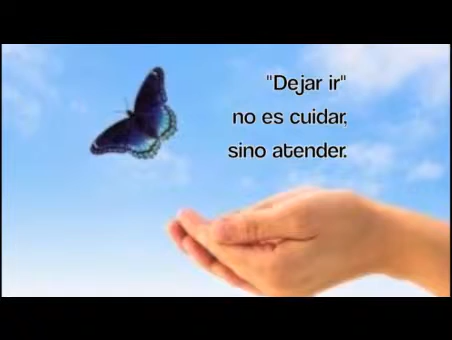 "Dejar ir"
no es cuidar,
sino atender.